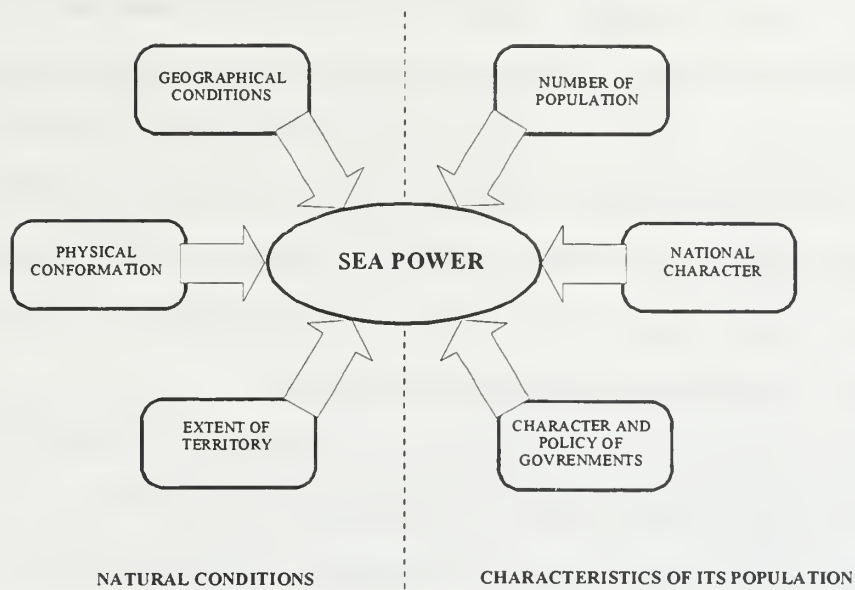 GEOGRAPHICAL
CONDITIONS
NUMBER OF
POPULATION
PHYSICAL
CONFORMATION
SEA POWER
NATIONAL
CHARACTER
EXTENT OF
TERRITORY
CHARACTER AND
POLICY OF
GOVRENMENTS
NATURAL CONDITIONS
CHARACTERISTICS OF ITS POPULATION